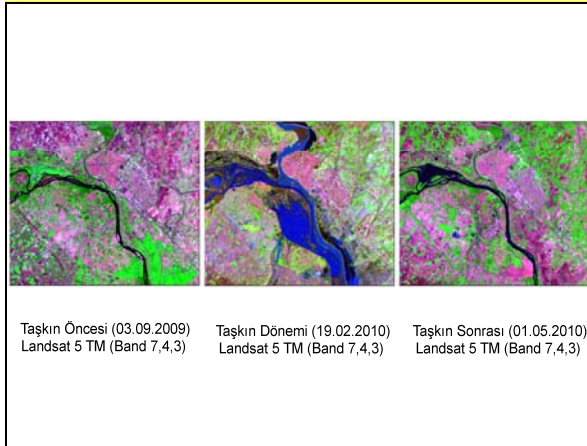 Taşkın Öncesi (03.09.2009)
Landsat 5 TM (Band 7,4,3)
Taşkın Dönemi (19.02.2010)
Landsat 5 TM (Band 7,4,3)
Taşkın Sonrası (01.05.2010)
Landsat 5 TM (Band 7,4,3)